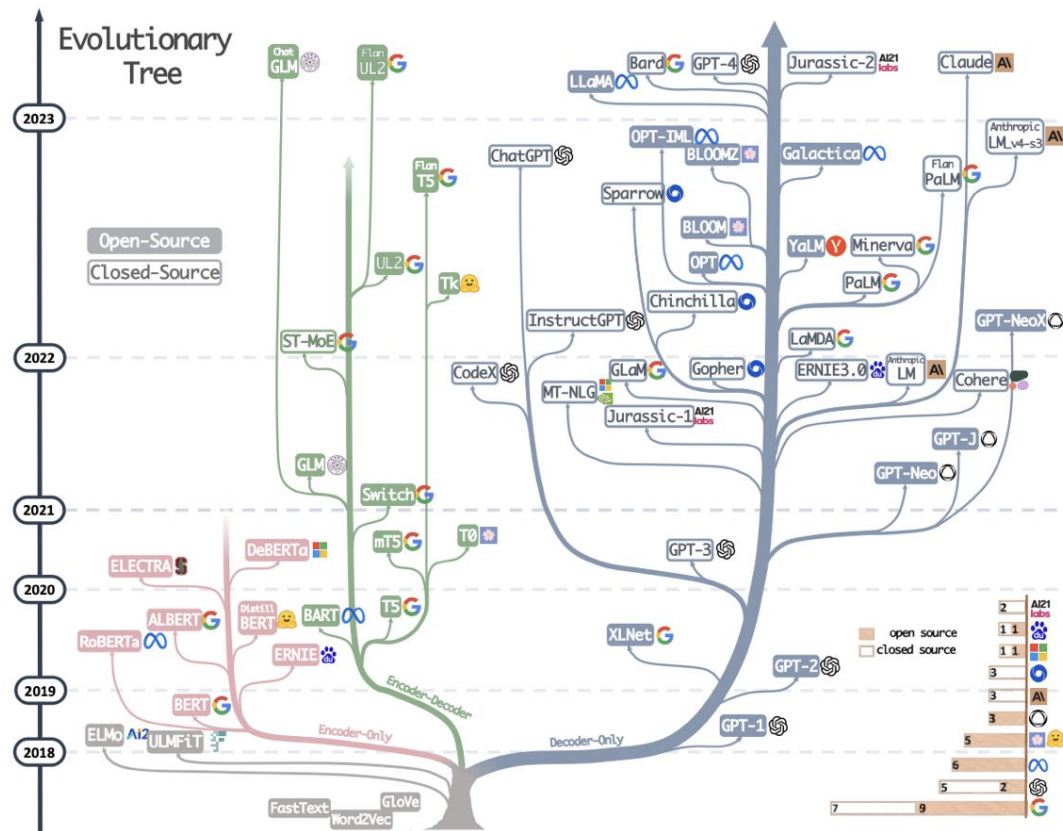 Evolutionary
Tree
Open-Source
Closed-Source
2023
2022
2021
2020
2019
2018
Chat
GLM
Flan
UL2
Flan
T5
UL2
Tk
ST-MoE
GLM
Switch
mT5
T0
BART
T5
DeBERTa
ELECTRA
ALBERT
Distill
BERT
RoBERTa
ERNIE
BERT
ELMo
Ai2
ULMFiT
FastText
Word2Vec
GloVe
Encoder-Only
Encoder-Decoder
Decoder-Only
LLaMA
Bard
GPT-4
Jurassic-2
AI21
labs
Claude
A\
OPT-IML
BLOOMZ
Galactica
Anthropic
LM_v4-s3
A\
ChatGPT
Flan
PaLM
Sparrow
BLOOM
YaLM
Minerva
OPT
PaLM
Chinchilla
InstructGPT
GPT-NeoX
LaMDA
CodeX
GLaM
Gopher
ERNIE3.0
du
Anthropic
LM
A\
Cohere
MT-NLG
Jurassic-1
AI21
labs
GPT-J
GPT-Neo
GPT-3
XLNet
GPT-2
GPT-1
open source
closed source
2
AI21
labs
1 1
du
1 1
3
3
A\
3
5
6
5 2
7 9